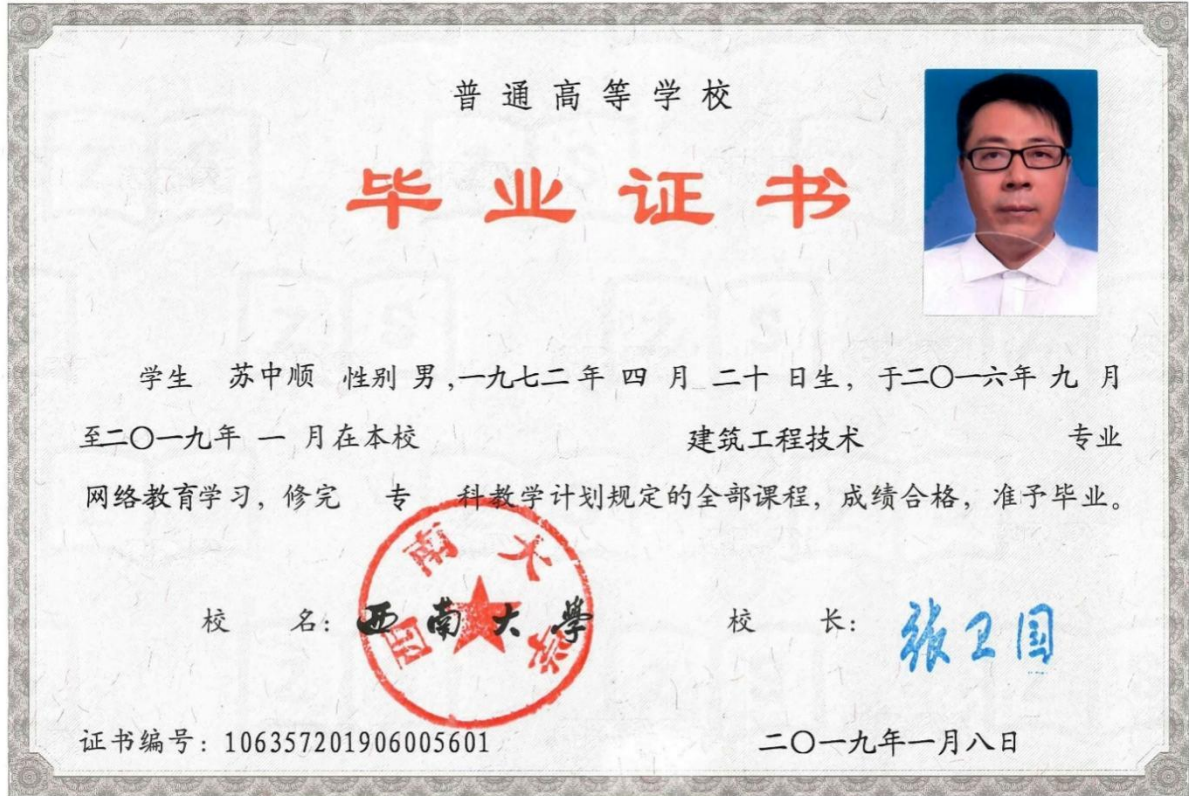 普通高等学校
毕业证书
学生 苏中顺 性别 男,一九七二年 四 月 二十 日生,于二〇一六年 九 月
至二〇一九年 一 月在本校 建筑工程技术 专业
网络教育学习,修完 专 科教学计划规定的全部课程,成绩合格,准予毕业。
西南大学
校 名:西南大學 校 长:张卫国
证书编号:106357201906005601 二〇一九年一月八日